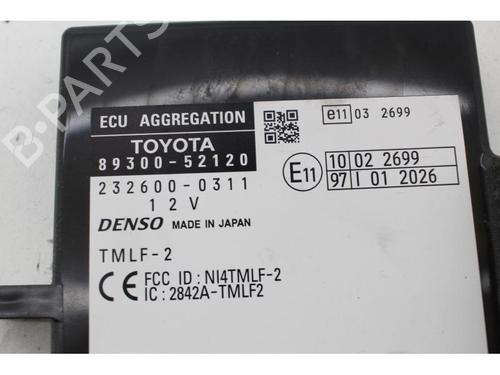 B-PARTS
ECU AGGREGATION
TOYOTA
89300-52120
232600-0311
12V
DENSO MADE IN JAPAN
TMLF-2
CE FCC ID : NI4TMLF-2
IC : 2842A-TMLF2
e11 03 2699
E11 10 02 2699
97 I 01 2026